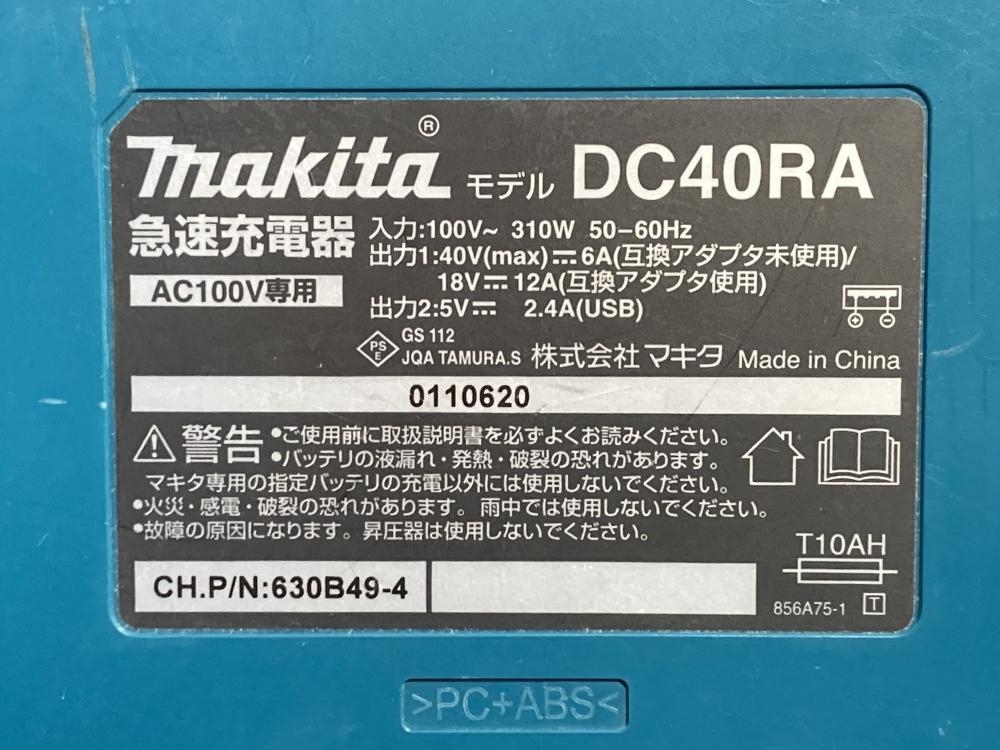 makita® モデル DC40RA
急速充電器
AC100V専用
入力:100V~ 310W 50-60Hz
出力1:40V(max)⎓6A(互換アダプタ未使用)/
18V⎓12A(互換アダプタ使用)
出力2:5V⎓ 2.4A(USB)
PSE
GS 112
JQA TAMURA.S 株式会社マキタ Made in China
0110620
警告
•ご使用前に取扱説明書を必ずよくお読みください。
•バッテリの液漏れ・発熱・破裂の恐れがあります。
マキタ専用の指定バッテリの充電以外には使用しないでください。
•火災・感電・破裂の恐れがあります。雨中では使用しないでください。
•故障の原因になります。昇圧器は使用しないでください。
T10AH
CH.P/N:630B49-4
856A75-1 T
>PC+ABS<